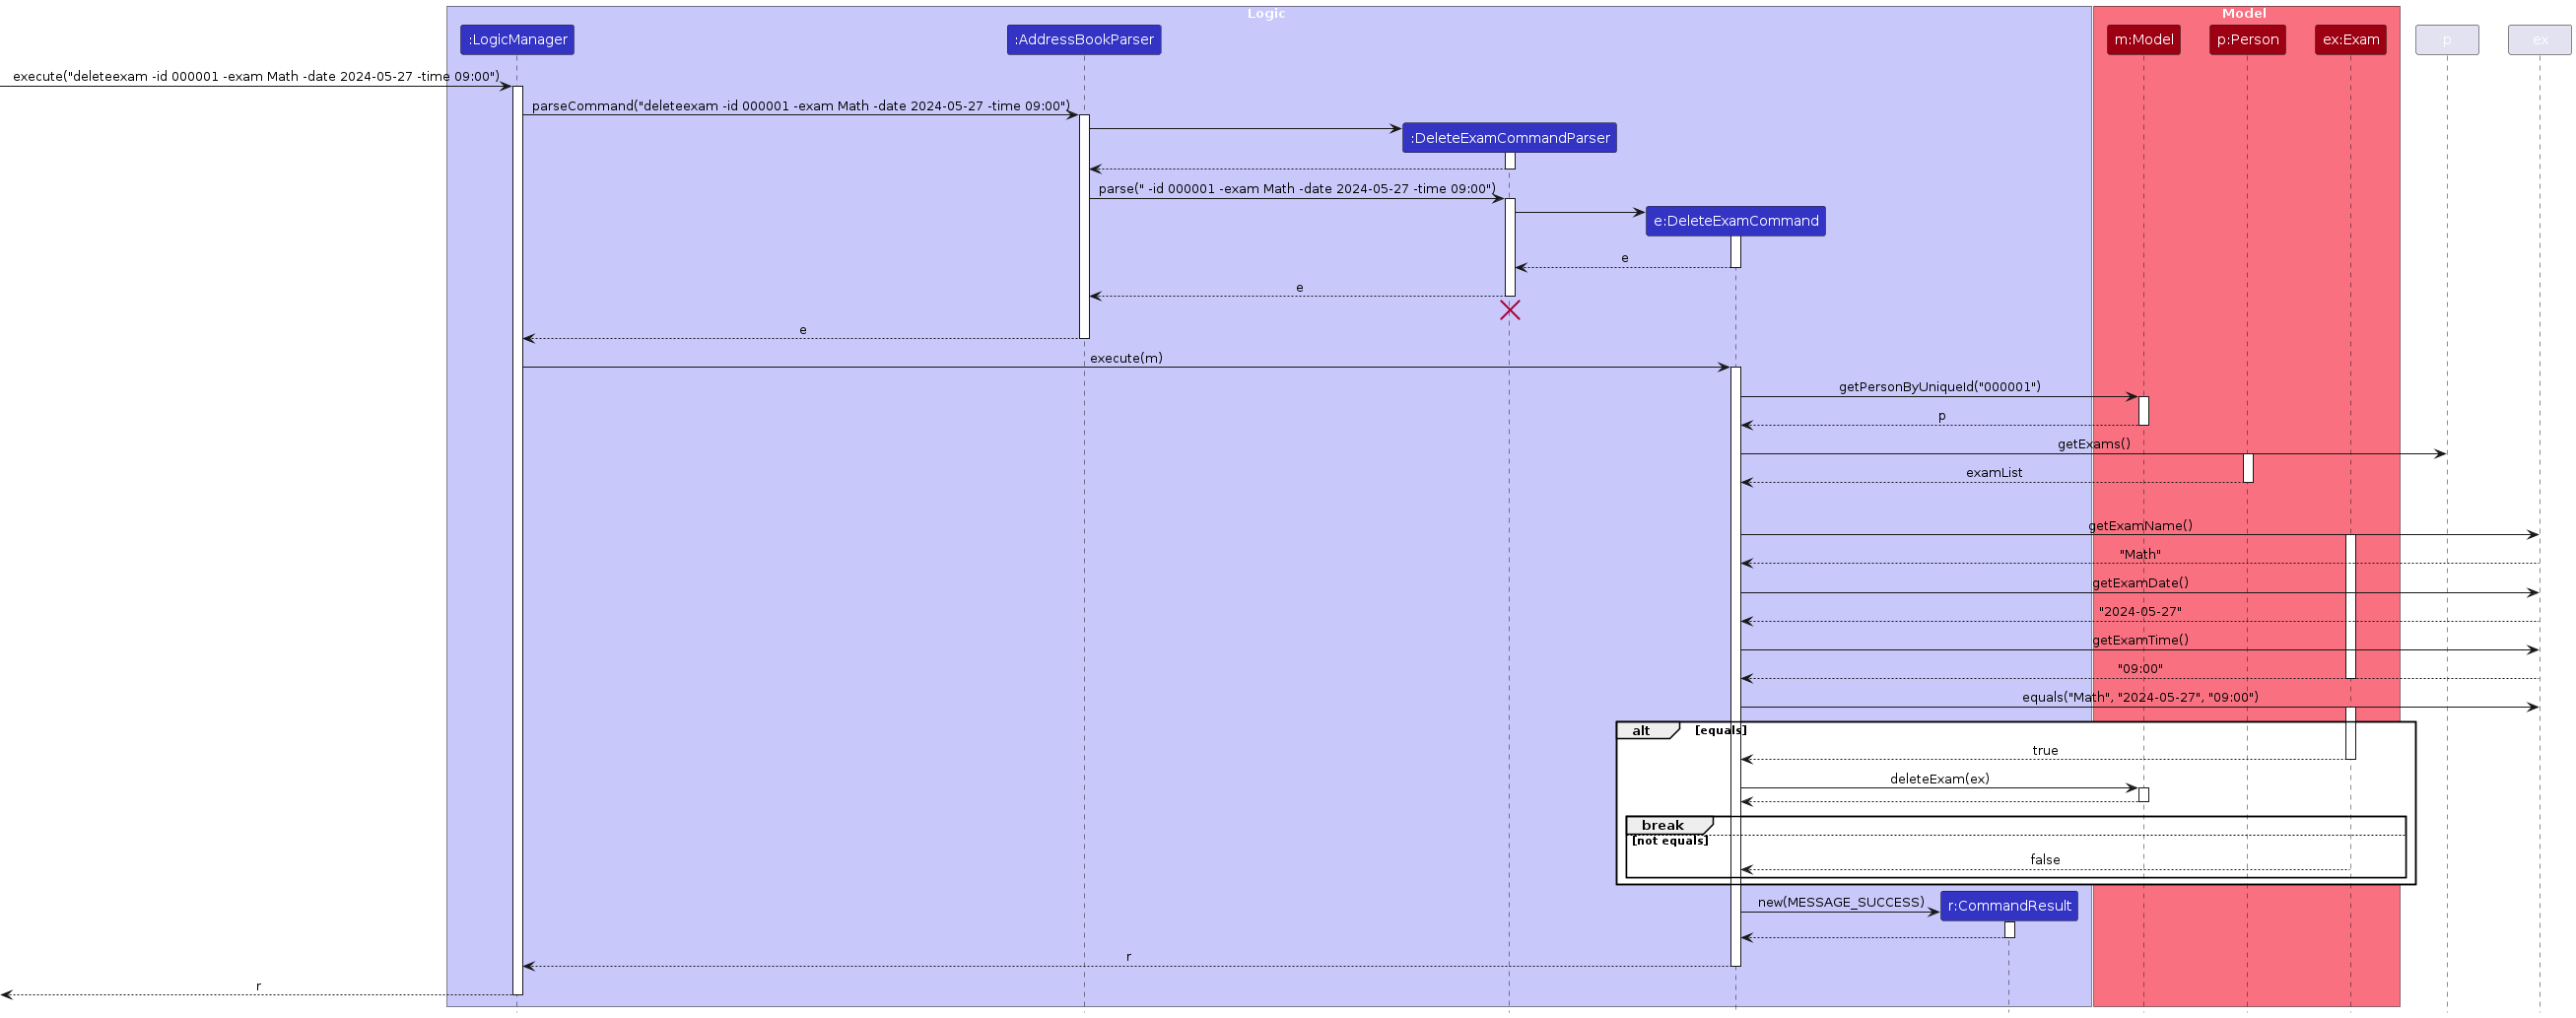 Logic
Model
:LogicManager
:AddressBookParser
m:Model
p:Person
ex:Exam
p
ex
execute("deleteexam -id 000001 -exam Math -date 2024-05-27 -time 09:00")
parseCommand("deleteexam -id 000001 -exam Math -date 2024-05-27 -time 09:00")
:DeleteExamCommandParser
parse(" -id 000001 -exam Math -date 2024-05-27 -time 09:00")
e:DeleteExamCommand
e
e
e
execute(m)
getPersonByUniqueId("000001")
p
getExams()
examList
getExamName()
"Math"
getExamDate()
"2024-05-27"
getExamTime()
"09:00"
equals("Math", "2024-05-27", "09:00")
alt
[equals]
true
deleteExam(ex)
break
[not equals]
false
new(MESSAGE_SUCCESS)
r:CommandResult
r
r